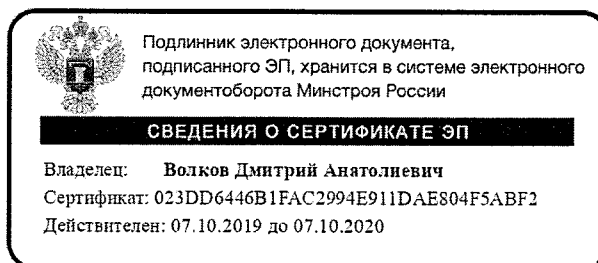 Подлинник электронного документа,
подписанного ЭП, хранится в системе электронного
документооборота Минстроя России
СВЕДЕНИЯ О СЕРТИФИКАТЕ ЭП
Владелец: Волков Дмитрий Анатолиевич
Сертификат: 023DD6446B1FAC2994E911DAE804F5ABF2
Действителен: 07.10.2019 до 07.10.2020